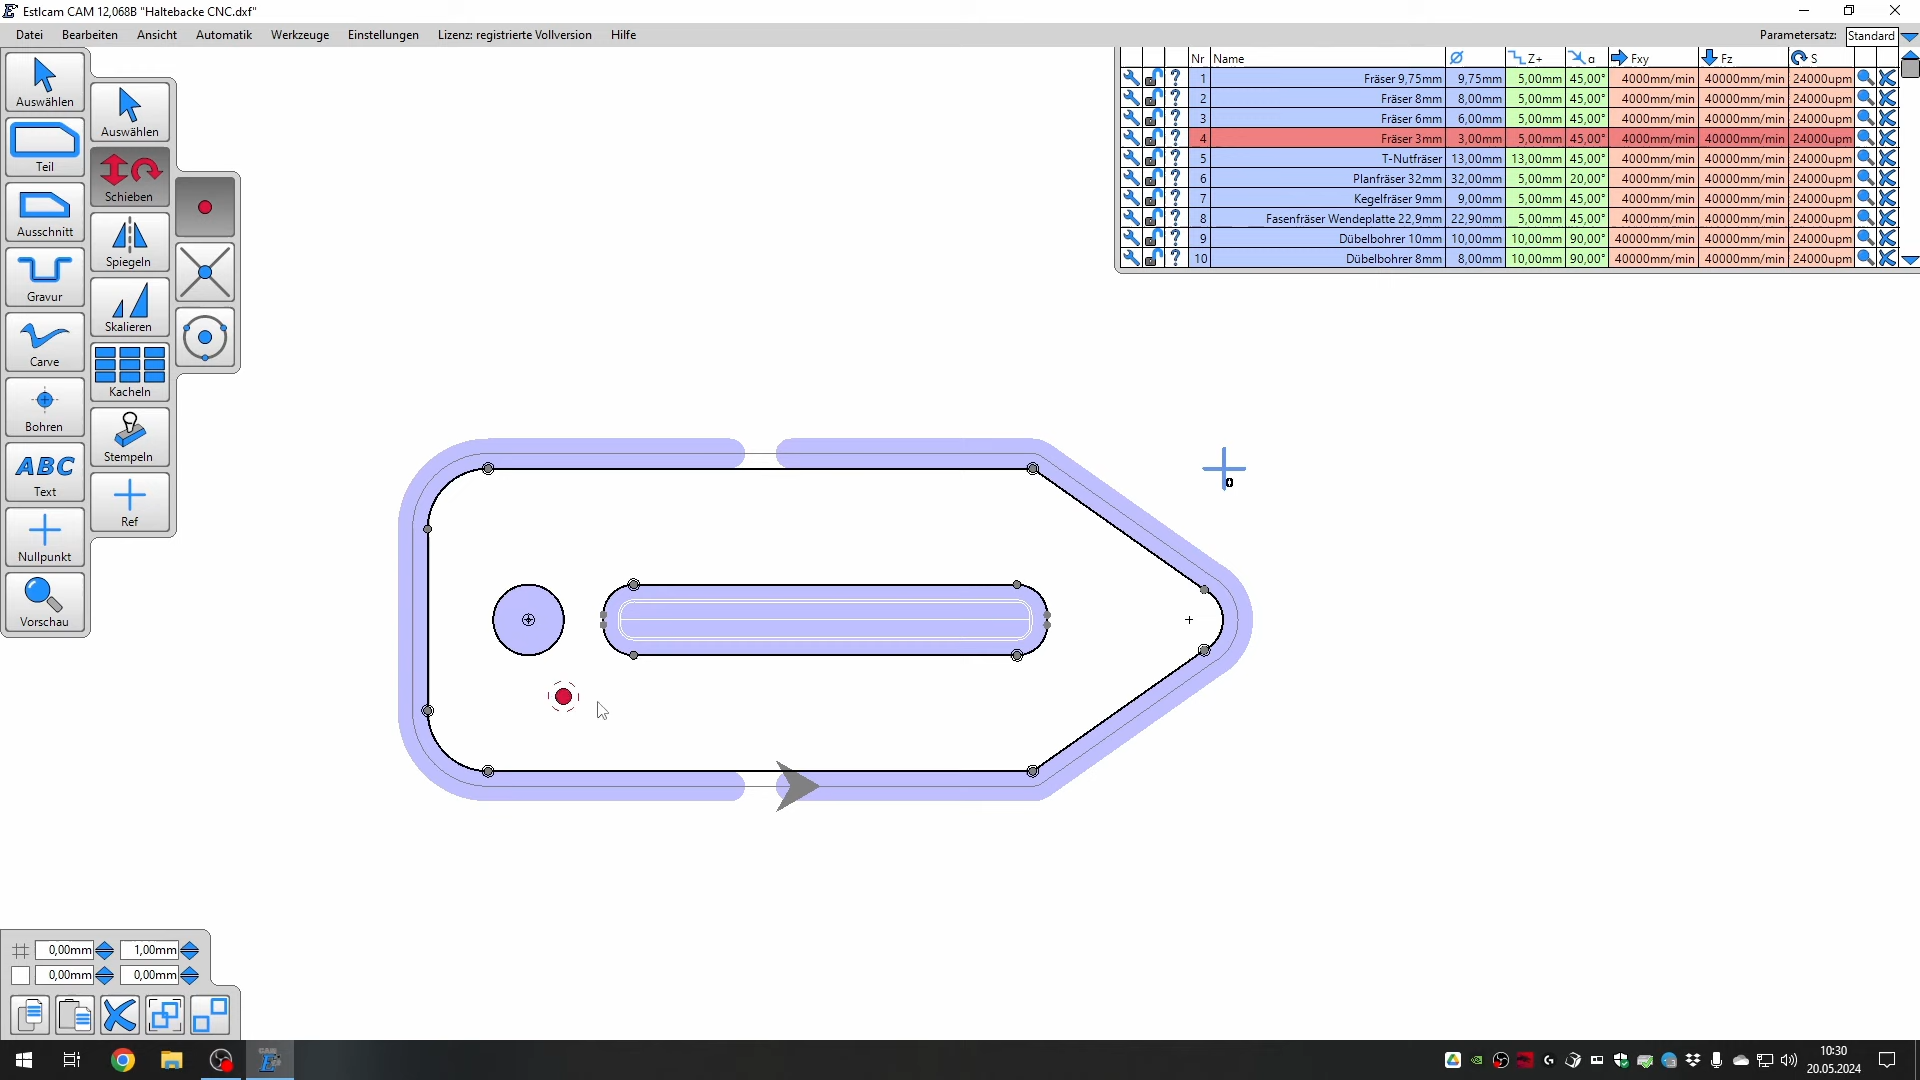 Estlcam CAM 12,068B "Haltebacke CNC.dxf"
Datei Bearbeiten Ansicht Automatik Werkzeuge Einstellungen Lizenz: registrierte Vollversion Hilfe Parametersatz: Standard
Nr Name Z+ α Fxy Fz S
1 Fräser 9,75mm 9,75mm 5,00mm 45,00° 4000mm/min 40000mm/min 24000upm
2 Fräser 8mm 8,00mm 5,00mm 45,00° 4000mm/min 40000mm/min 24000upm
3 Fräser 6mm 6,00mm 5,00mm 45,00° 4000mm/min 40000mm/min 24000upm
4 Fräser 3mm 3,00mm 5,00mm 45,00° 4000mm/min 40000mm/min 24000upm
5 T-Nutfräser 13,00mm 13,00mm 45,00° 4000mm/min 40000mm/min 24000upm
6 Planfräser 32mm 32,00mm 5,00mm 20,00° 4000mm/min 40000mm/min 24000upm
7 Kegelfräser 9mm 9,00mm 5,00mm 45,00° 4000mm/min 40000mm/min 24000upm
8 Fasenfräser Wendeplatte 22,9mm 22,90mm 5,00mm 45,00° 4000mm/min 40000mm/min 24000upm
9 Dübelbohrer 10mm 10,00mm 10,00mm 90,00° 40000mm/min 40000mm/min 24000upm
10 Dübelbohrer 8mm 8,00mm 10,00mm 90,00° 40000mm/min 40000mm/min 24000upm
Auswählen
Teil
Ausschnitt
Gravur
Carve
Bohren
ABC
Text
Nullpunkt
Vorschau
Auswählen
Schieben
Spiegeln
Skalieren
Kacheln
Stempeln
Ref
0
0,00mm 1,00mm
0,00mm 0,00mm
CAM
10:30
20.05.2024